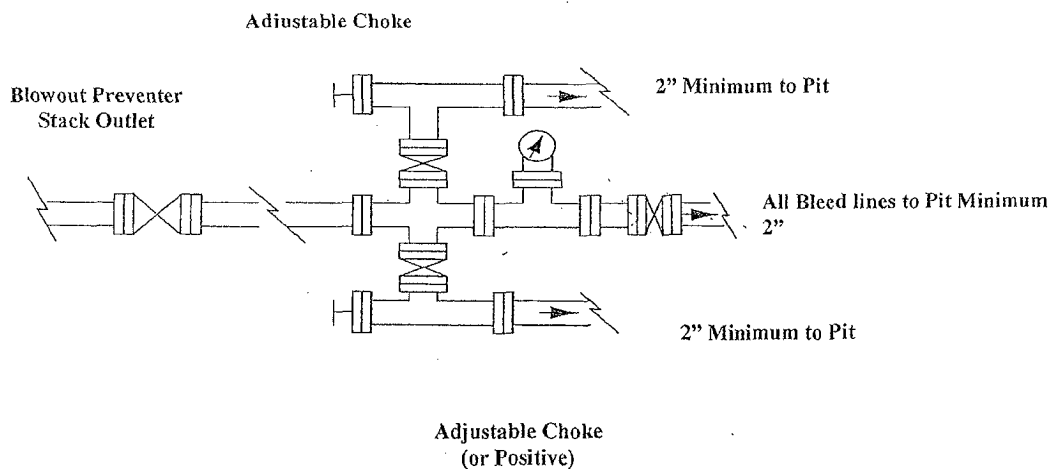 Adiustable Choke
Blowout Preventer
Stack Outlet
2” Minimum to Pit
All Bleed lines to Pit Minimum
2”
2” Minimum to Pit
Adjustable Choke
(or Positive)